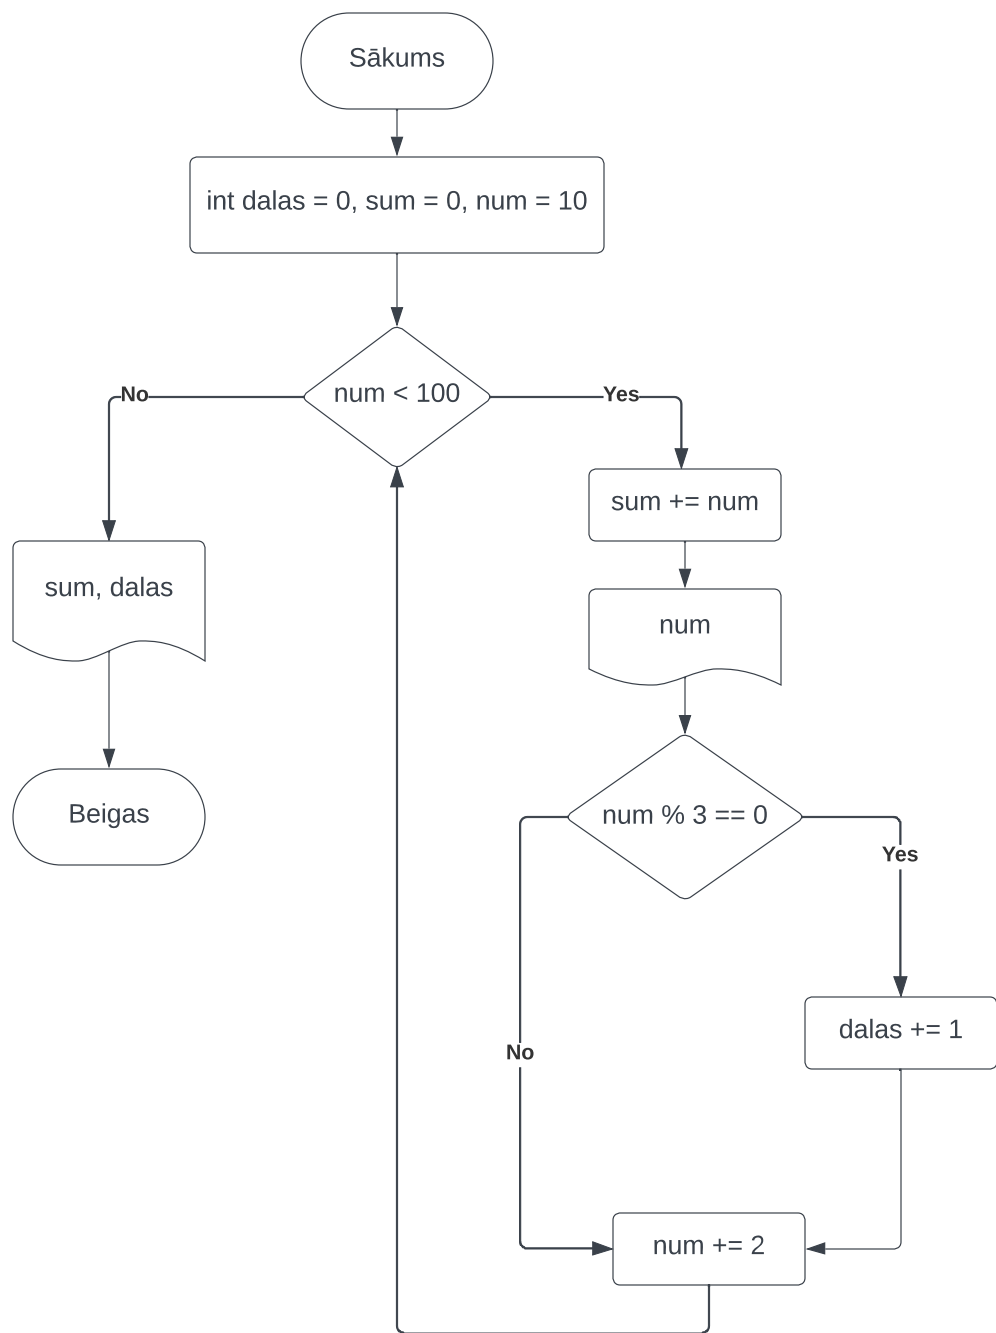 Sākums
int dalas = 0, sum = 0, num = 10
num < 100
No
Yes
sum += num
sum, dalas
num
Beigas
num % 3 == 0
Yes
No
dalas += 1
num += 2